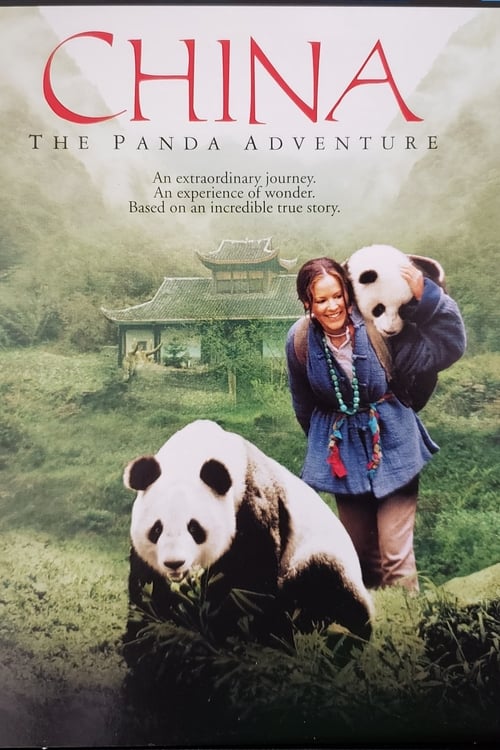 CHINA
THE PANDA ADVENTURE
An extraordinary journey.
An experience of wonder.
Based on an incredible true story.